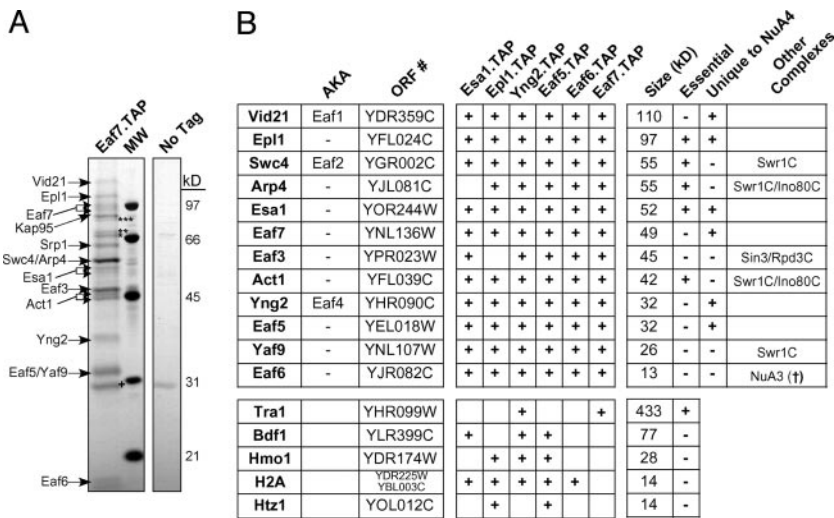 A
Eaf7.TAP MW No Tag
kD
Vid21
Epl1
97
Eaf7
Kap95 ***
66 ‡‡
Srp1
Swc4/Arp4
Esa1
Eaf3
45
Act1
Yng2
Eaf5/Yaf9
31
+
21
Eaf6
B
AKA ORF # Esa1.TAP Epl1.TAP Yng2.TAP Eaf5.TAP Eaf6.TAP Eaf7.TAP Size (kD) Essential Unique to NuA4 Other Complexes
Vid21 Eaf1 YDR359C + + + + + + 110 - +
Epl1 - YFL024C + + + + + + 97 + +
Swc4 Eaf2 YGR002C + + + + + + 55 + - Swr1C
Arp4 - YJL081C + + + + + 55 + - Swr1C/Ino80C
Esa1 - YOR244W + + + + + + 52 + +
Eaf7 - YNL136W + + + + + + 49 - +
Eaf3 - YPR023W + + + + + 45 - - Sin3/Rpd3C
Act1 - YFL039C + + + + + + 42 + - Swr1C/Ino80C
Yng2 Eaf4 YHR090C + + + + + + 32 - +
Eaf5 - YEL018W + + + + + + 32 - +
Yaf9 - YNL107W + + + + + + 26 - - Swr1C
Eaf6 - YJR082C + + + + + + 13 - - NuA3 (†)
Tra1 YHR099W + + 433 +
Bdf1 YLR399C + + + 77 -
Hmo1 YDR174W + + + 28 -
H2A YDR225W YBL003C + + + + + 14 -
Htz1 YOL012C + + 14 -